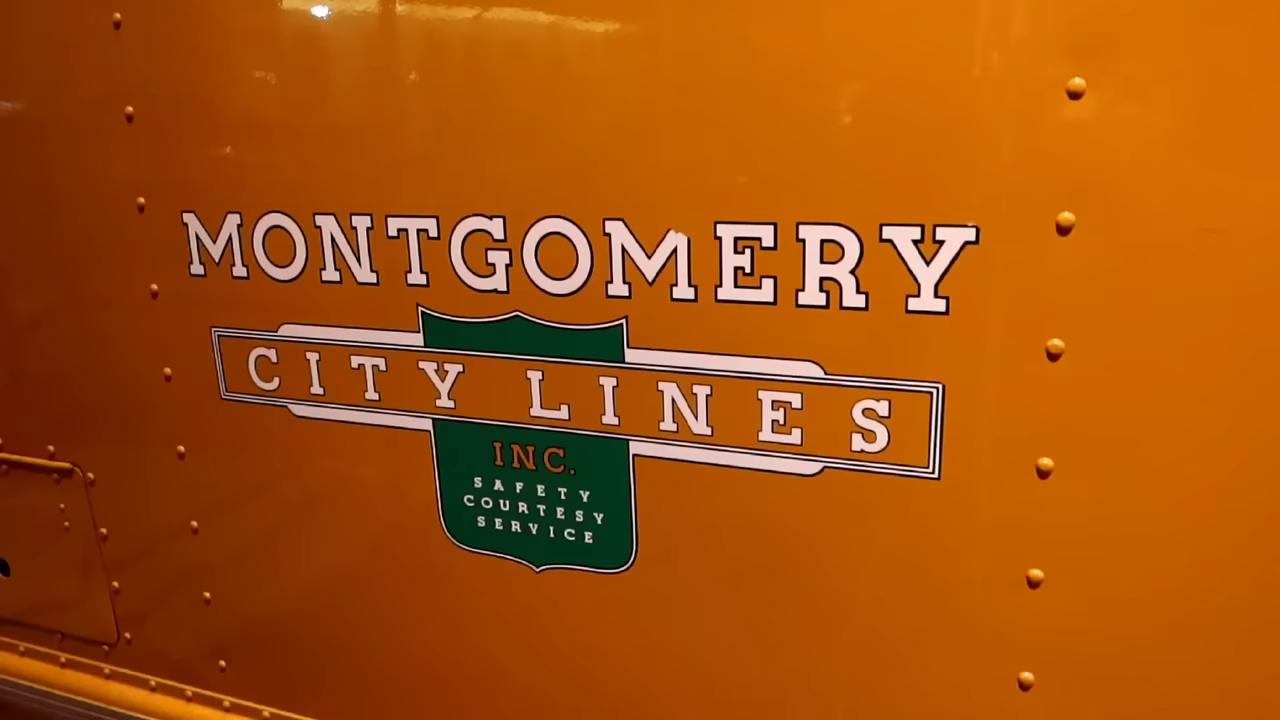 MONTGOMERY
CITY LINES
INC.
SAFETY
COURTESY
SERVICE